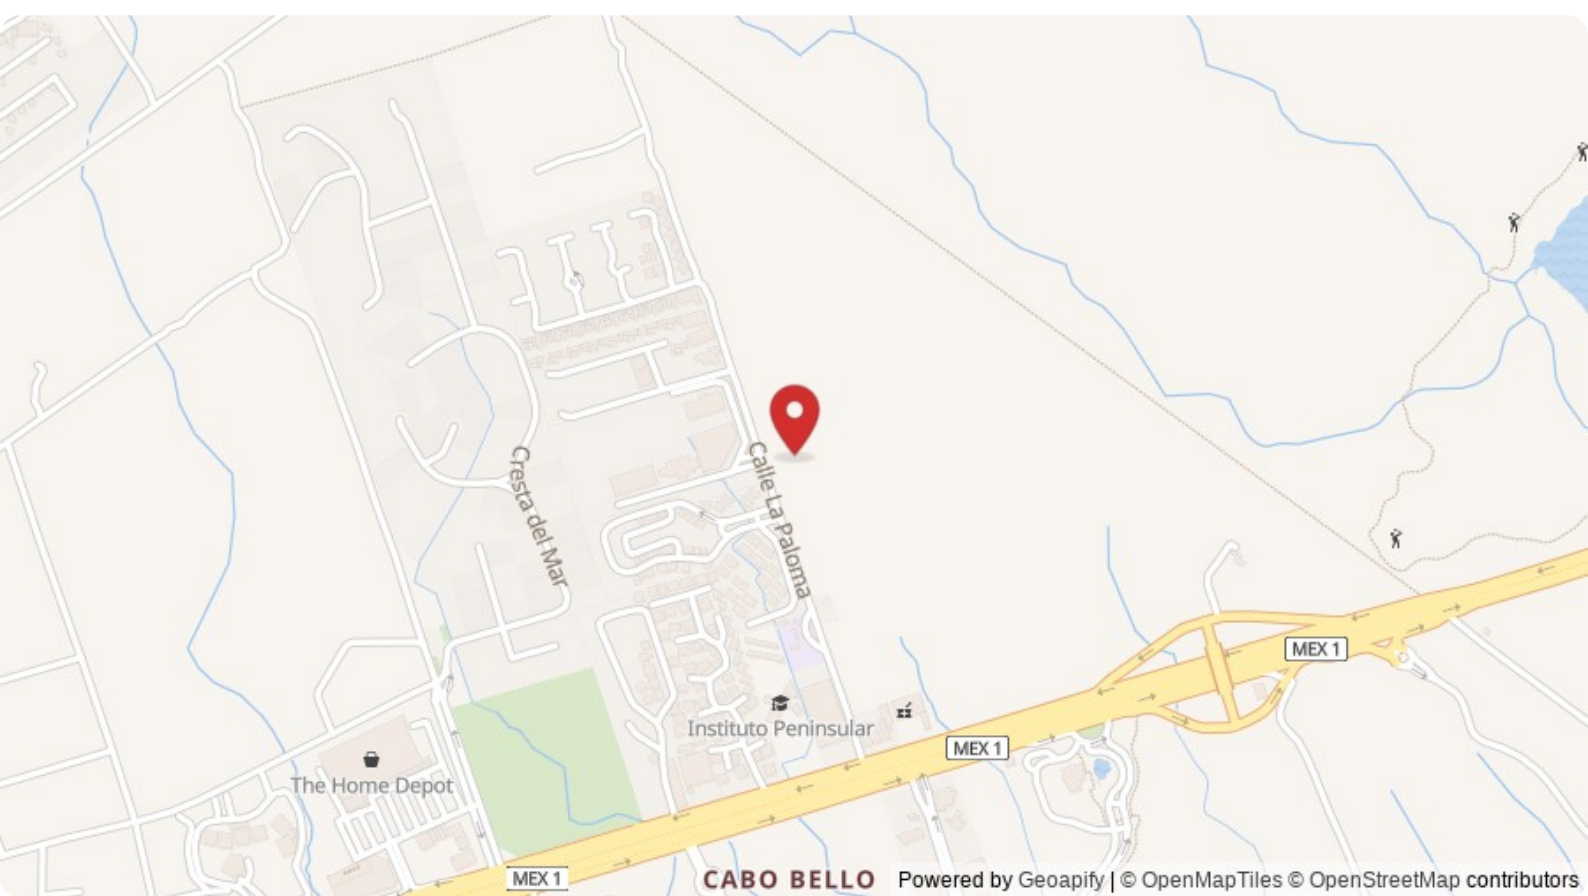 Cresta del Mar
Calle La Paloma
MEX 1
Instituto Peninsular
MEX 1
The Home Depot
MEX 1
CABO BELLO
Powered by Geoapify | © OpenMapTiles © OpenStreetMap contributors